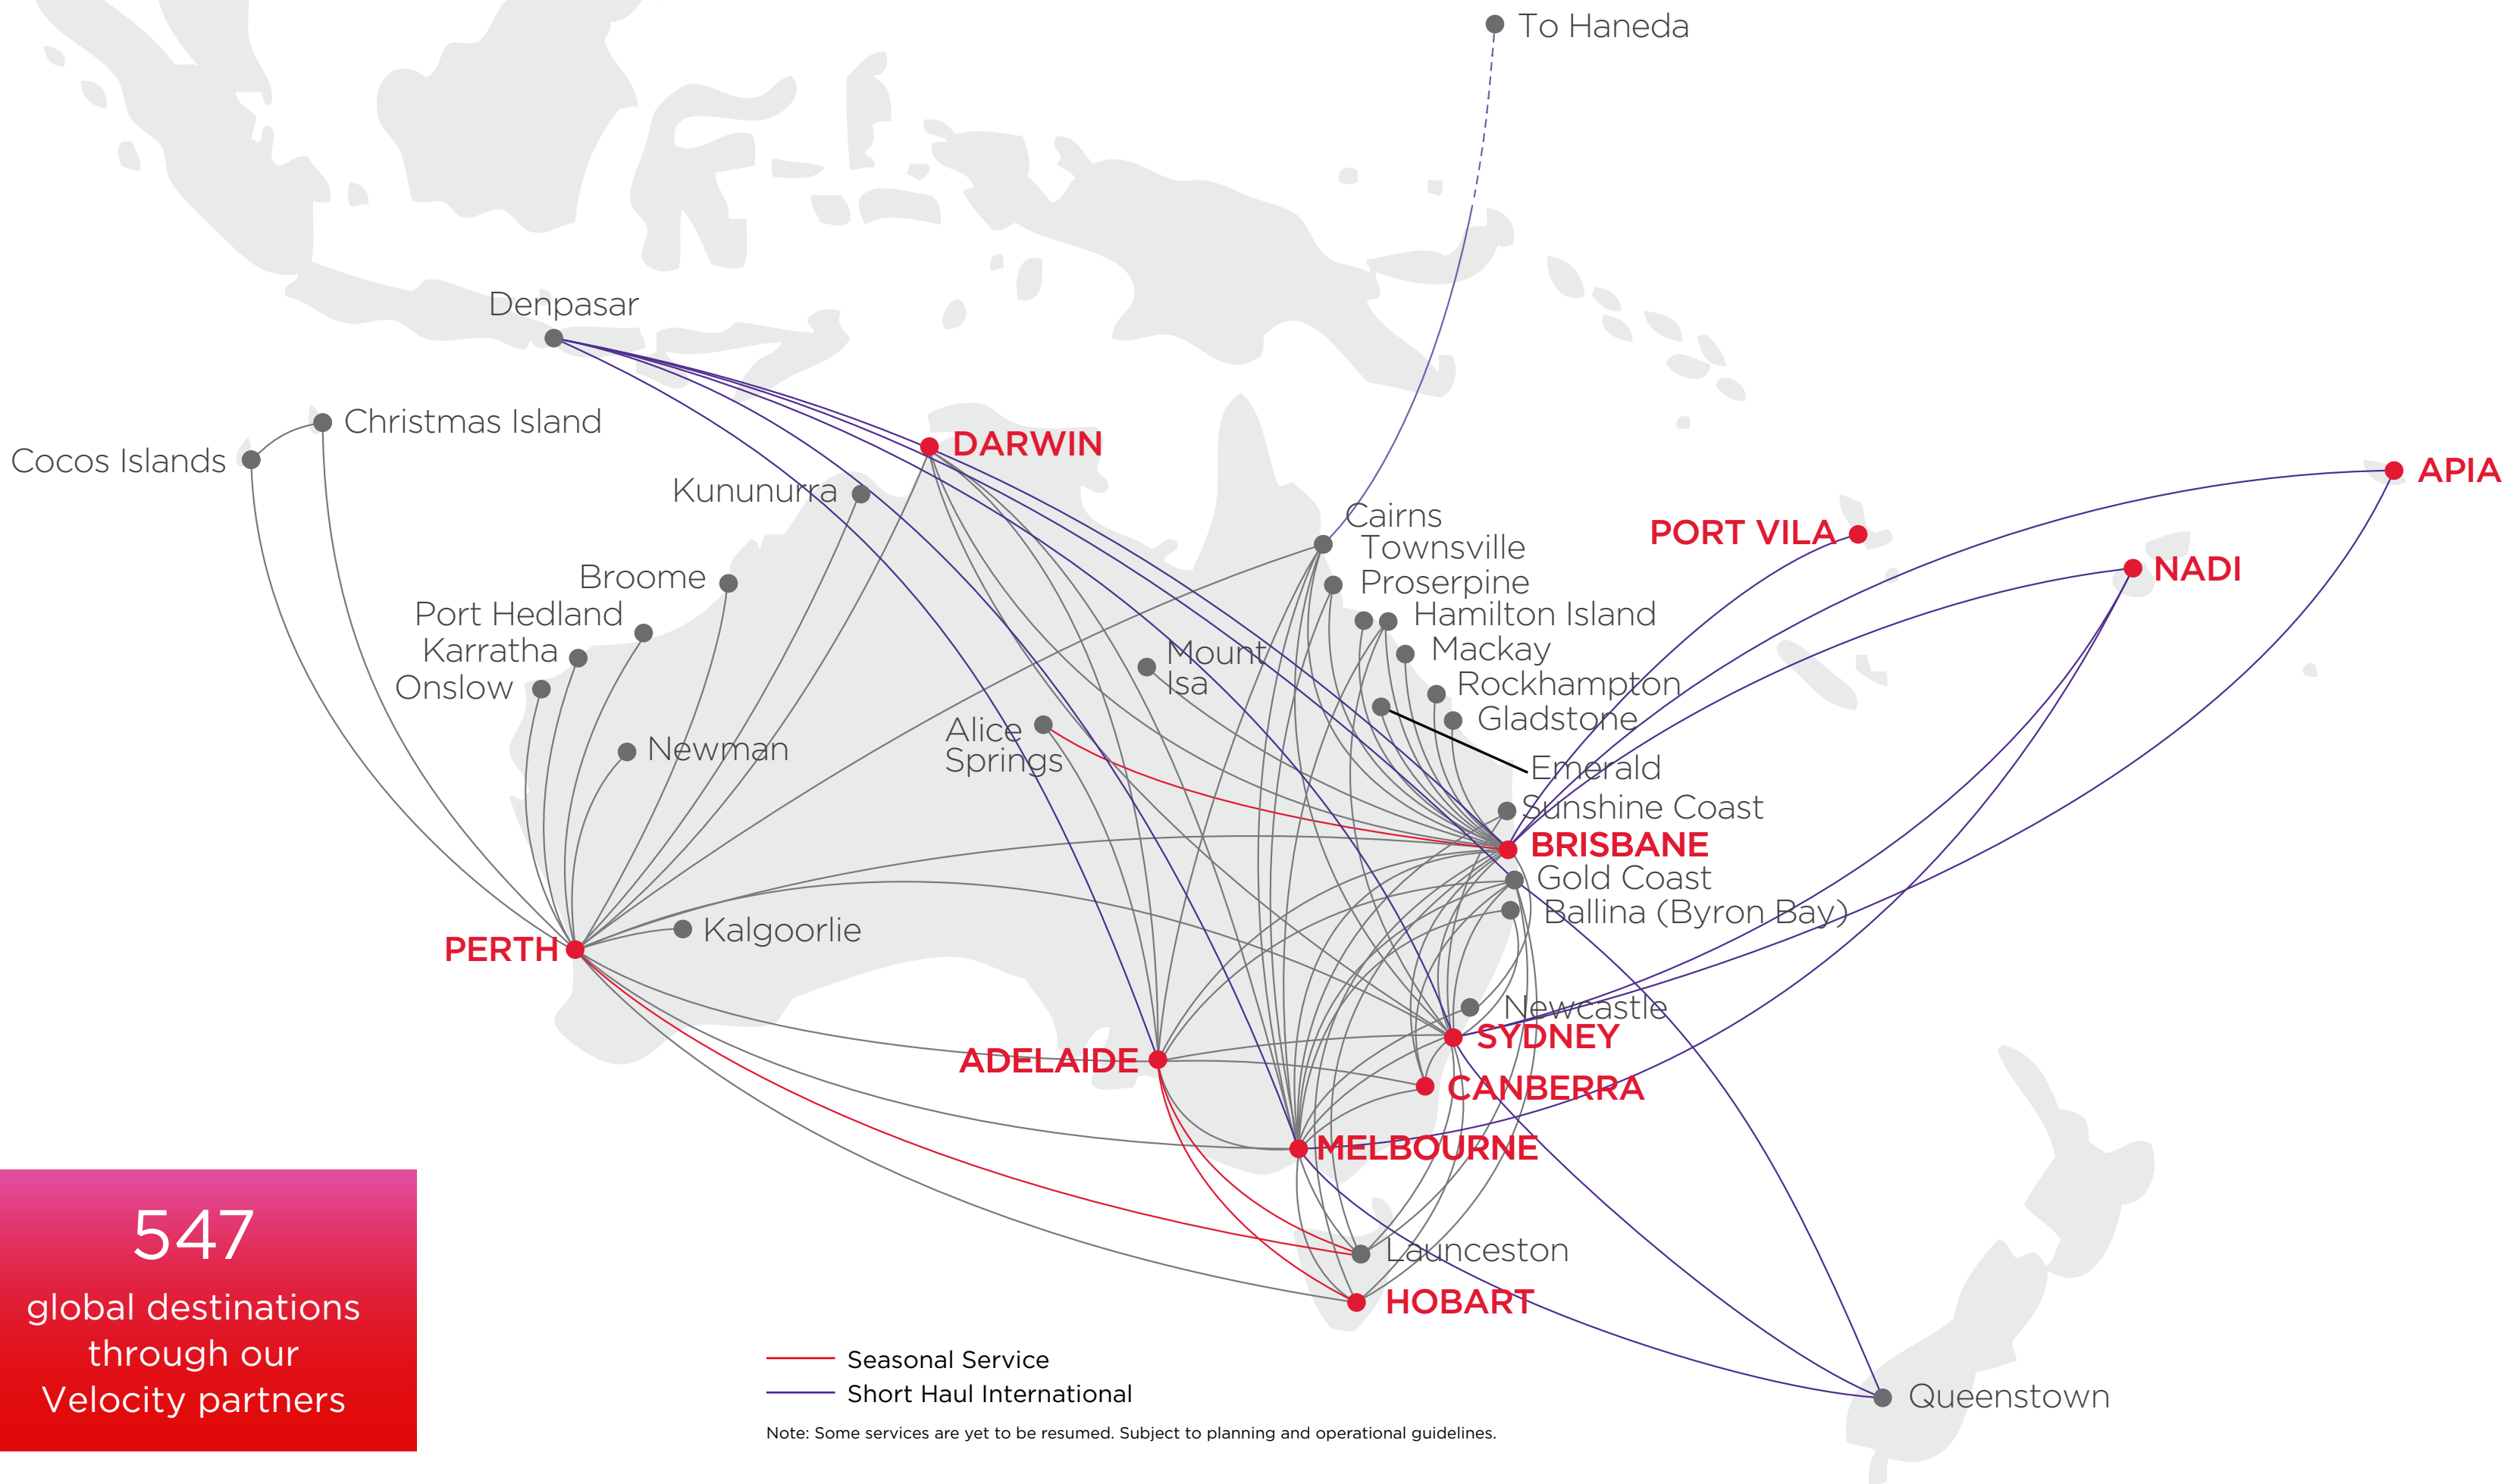 To Haneda
Denpasar
Christmas Island
DARWIN
Cocos Islands
APIA
Kununurra
Cairns
PORT VILA
Townsville
NADI
Broome
Proserpine
Port Hedland
Hamilton Island
Karratha
Mount
Isa
Mackay
Onslow
Rockhampton
Gladstone
Alice
Springs
Newman
Emerald
Sunshine Coast
BRISBANE
Gold Coast
Ballina (Byron Bay)
Kalgoorlie
PERTH
Newcastle
SYDNEY
ADELAIDE
CANBERRA
MELBOURNE
Launceston
HOBART
Queenstown
547
global destinations
through our
Velocity partners
Seasonal Service
Short Haul International
Note: Some services are yet to be resumed. Subject to planning and operational guidelines.